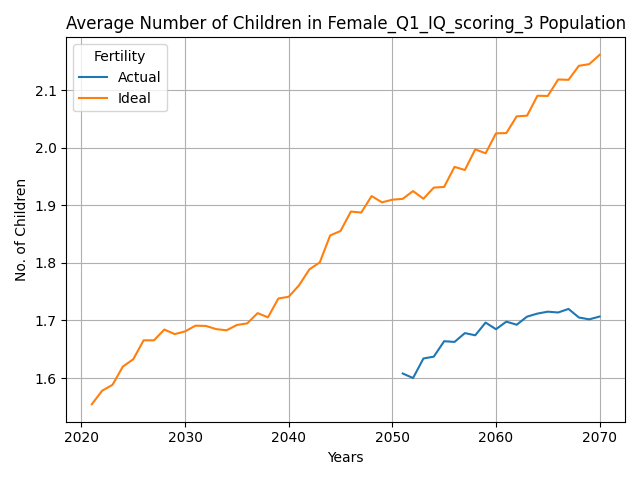 Average Number of Children in Female_Q1_IQ_scoring_3 Population
Fertility
Actual
Ideal
No. of Children
2.1
2.0
1.9
1.8
1.7
1.6
2020 2030 2040 2050 2060 2070
Years